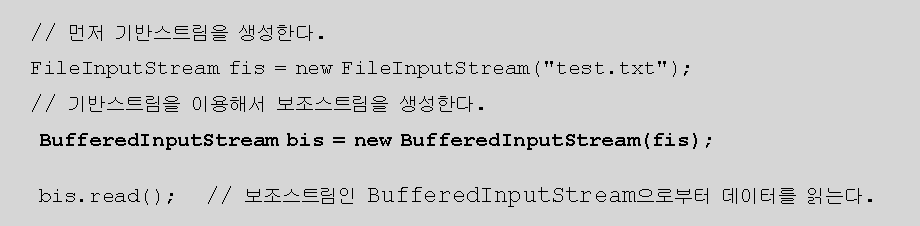 // 먼저 기반스트림을 생성한다.
FileInputStream fis = new FileInputStream("test.txt");
// 기반스트림을 이용해서 보조스트림을 생성한다.
BufferedInputStream bis = new BufferedInputStream(fis);
bis.read(); // 보조스트림인 BufferedInputStream으로부터 데이터를 읽는다.